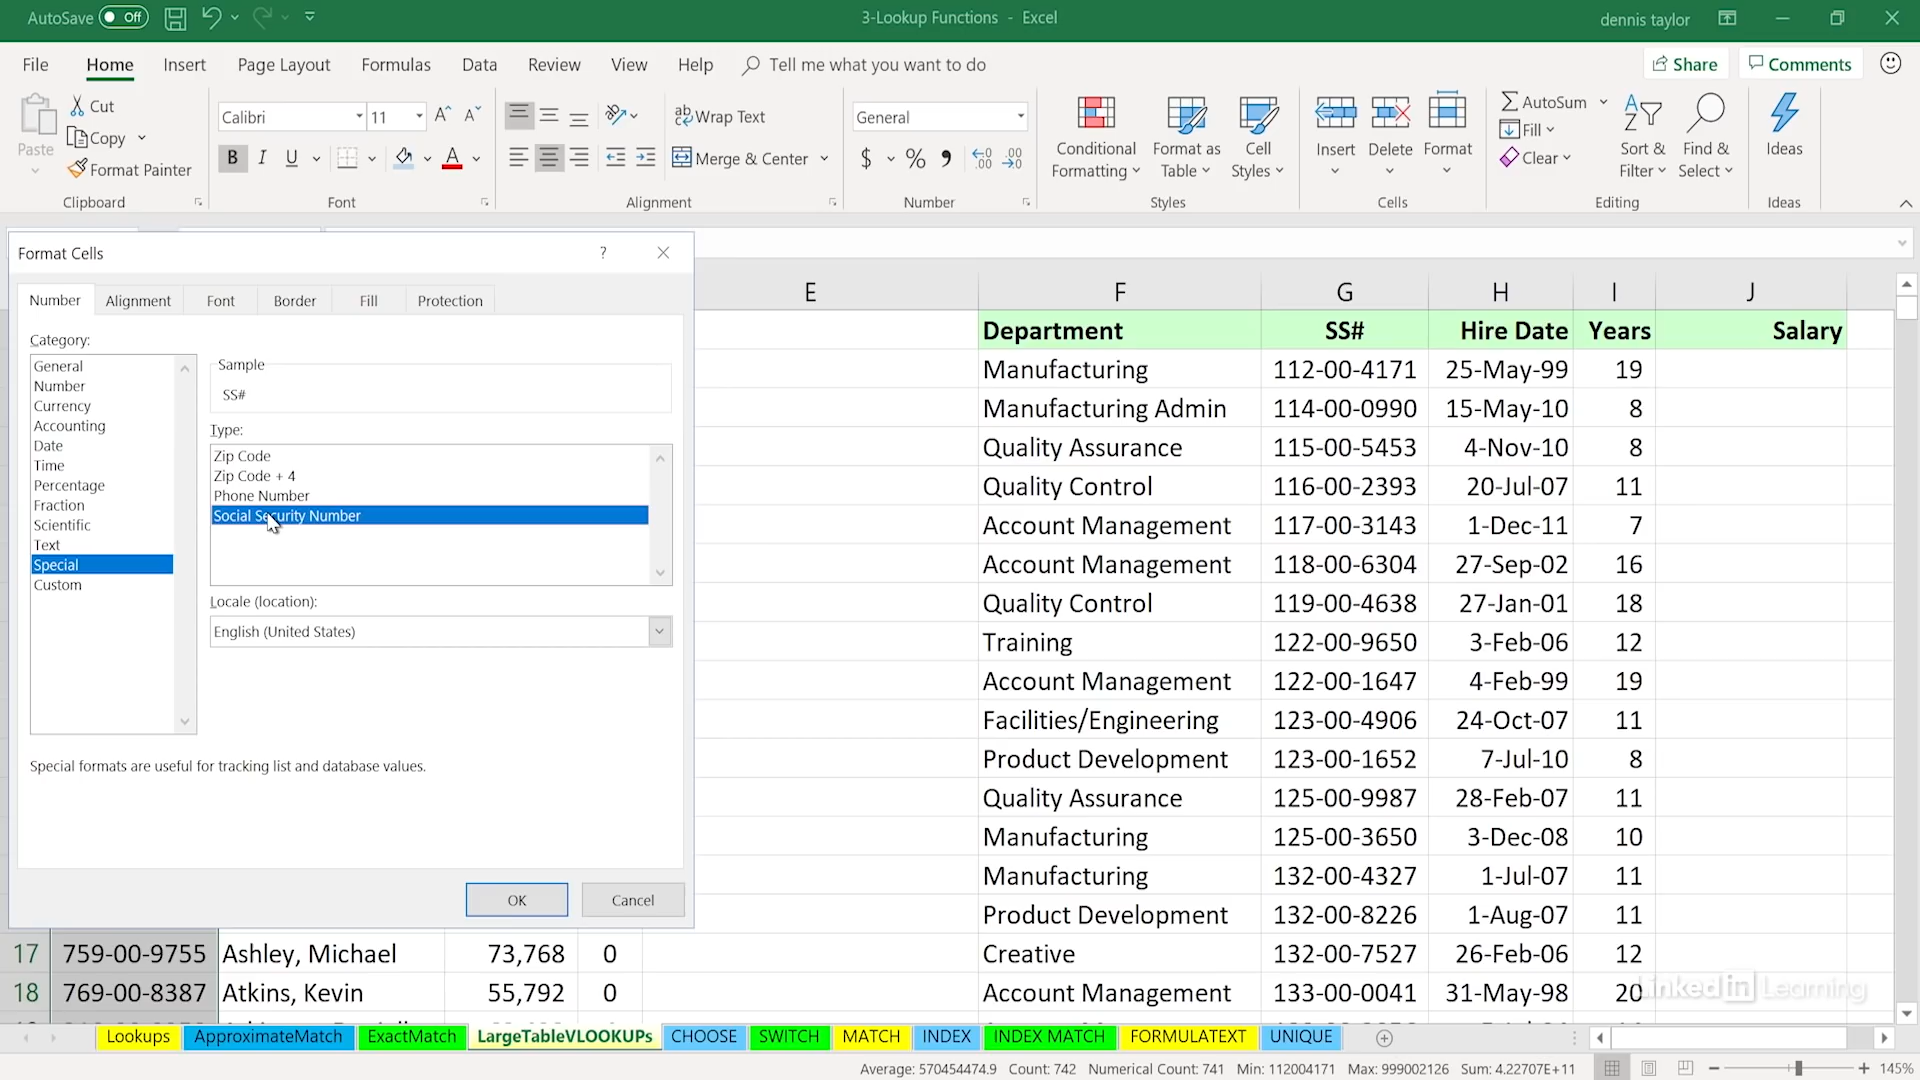 AutoSave Off
3-Lookup Functions - Excel
dennis taylor
File Home Insert Page Layout Formulas Data Review View Help Tell me what you want to do
Share Comments
Paste
Cut
Copy
Format Painter
Clipboard
Calibri 11
B I U A
Font
Wrap Text
Merge & Center
Alignment
General
$ % ,
Number
Conditional Formatting
Format as Table
Cell Styles
Styles
Insert
Delete
Format
Cells
AutoSum
Fill
Clear
Sort & Filter
Find & Select
Editing
Ideas
Ideas
Format Cells ?
Number Alignment Font Border Fill Protection
Category:
General
Number
Currency
Accounting
Date
Time
Percentage
Fraction
Scientific
Text
Special
Custom
Sample
SS#
Type:
Zip Code
Zip Code + 4
Phone Number
Social Security Number
Locale (location):
English (United States)
Special formats are useful for tracking list and database values.
OK Cancel
E F G H I J
Department SS# Hire Date Years Salary
Manufacturing 112-00-4171 25-May-99 19
Manufacturing Admin 114-00-0990 15-May-10 8
Quality Assurance 115-00-5453 4-Nov-10 8
Quality Control 116-00-2393 20-Jul-07 11
Account Management 117-00-3143 1-Dec-11 7
Account Management 118-00-6304 27-Sep-02 16
Quality Control 119-00-4638 27-Jan-01 18
Training 122-00-9650 3-Feb-06 12
Account Management 122-00-1647 4-Feb-99 19
Facilities/Engineering 123-00-4906 24-Oct-07 11
Product Development 123-00-1652 7-Jul-10 8
Quality Assurance 125-00-9987 28-Feb-07 11
Manufacturing 125-00-3650 3-Dec-08 10
Manufacturing 132-00-4327 1-Jul-07 11
Product Development 132-00-8226 1-Aug-07 11
17 759-00-9755 Ashley, Michael 73,768 0 Creative 132-00-7527 26-Feb-06 12
18 769-00-8387 Atkins, Kevin 55,792 0 Account Management 133-00-0041 31-May-98 20
LinkedIn Learning
Lookups ApproximateMatch ExactMatch LargeTableVLOOKUPs CHOOSE SWITCH MATCH INDEX INDEX MATCH FORMULATEXT UNIQUE
Average: 570454474.9 Count: 742 Numerical Count: 741 Min: 112004171 Max: 999002126 Sum: 4.22707E+11 145%